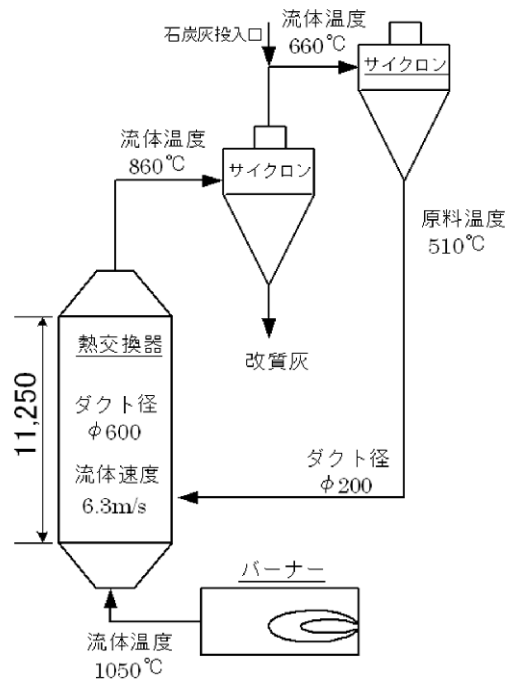 石炭灰投入口
流体温度
660℃
サイクロン
流体温度
860℃
サイクロン
原料温度
510℃
改質灰
熱交換器
ダクト径
φ600
流体速度
6.3m/s
11,250
ダクト径
φ200
バーナー
流体温度
1050℃